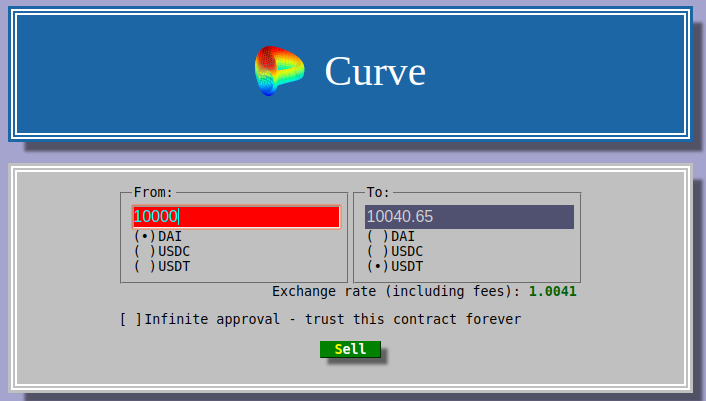 Curve
From: To:
10000 10040.65
(•)DAI ( )DAI
( )USDC ( )USDC
( )USDT (•)USDT
Exchange rate (including fees): 1.0041
[ ]Infinite approval - trust this contract forever
Sell